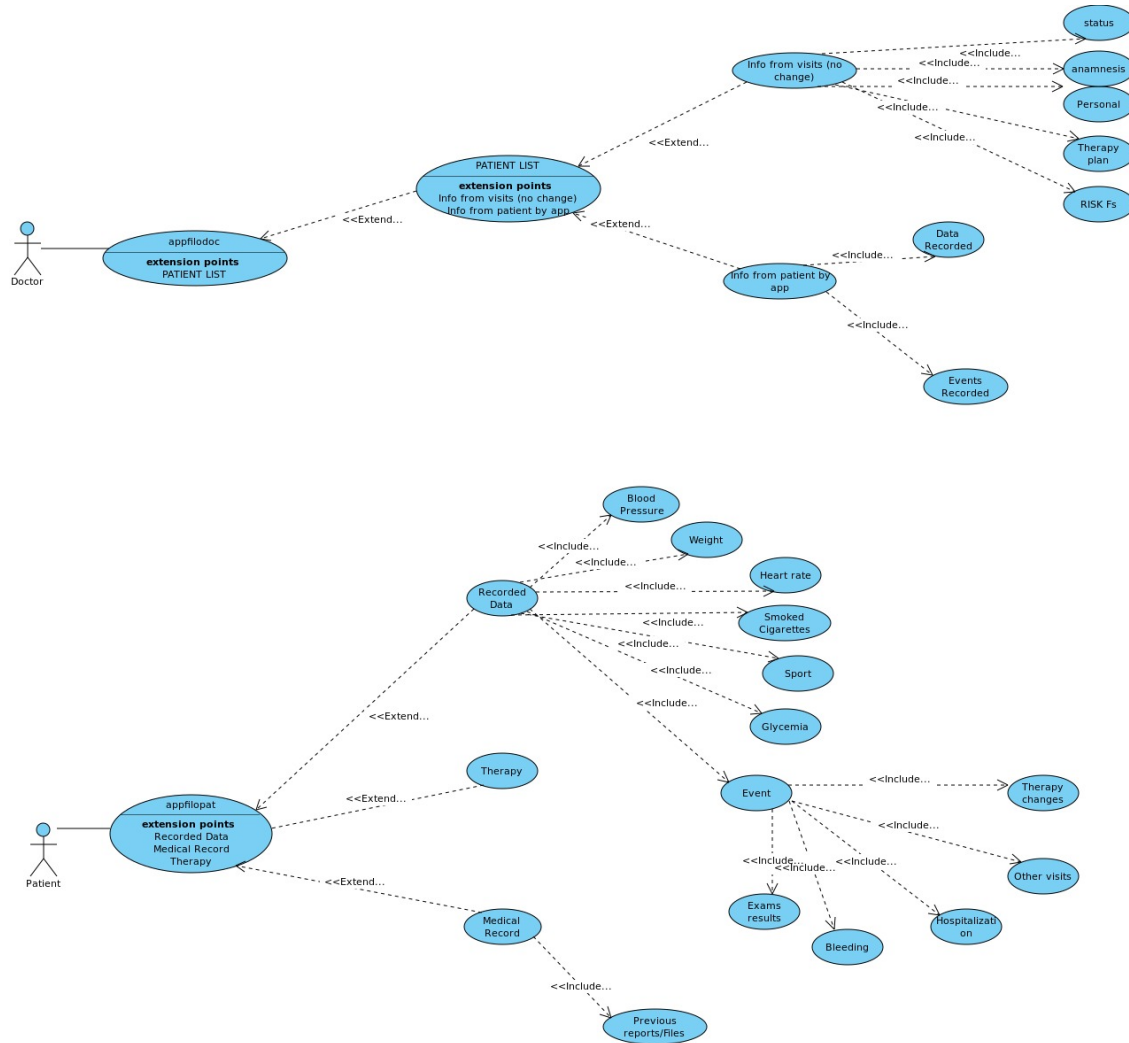 status
<<Include...
Info from visits (no
change)
<<Include...
anamnesis
<<Include...
Personal
<<Include...
Therapy
plan
<<Include...
<<Extend...
RISK Fs
PATIENT LIST
extension points
Info from visits (no change)
Info from patient by app
<<Extend...
<<Extend...
Data
Recorded
<<Include...
Doctor
appfilodoc
extension points
PATIENT LIST
Info from patient by
app
<<Include...
Events
Recorded
Blood
Pressure
<<Include...
Weight
<<Include...
Heart rate
<<Include...
Recorded
Data
Smoked
Cigarettes
<<Include...
<<Include...
Sport
<<Include...
<<Include...
Glycemia
<<Extend...
Therapy
<<Extend...
Event
<<Include...
Therapy
changes
appfilopat
extension points
Recorded Data
Medical Record
Therapy
Patient
<<Include...
Other visits
<<Include...
<<Include...
<<Include...
<<Extend...
Exams
results
Hospitalizati
on
Bleeding
Medical
Record
<<Include...
Previous
reports/Files